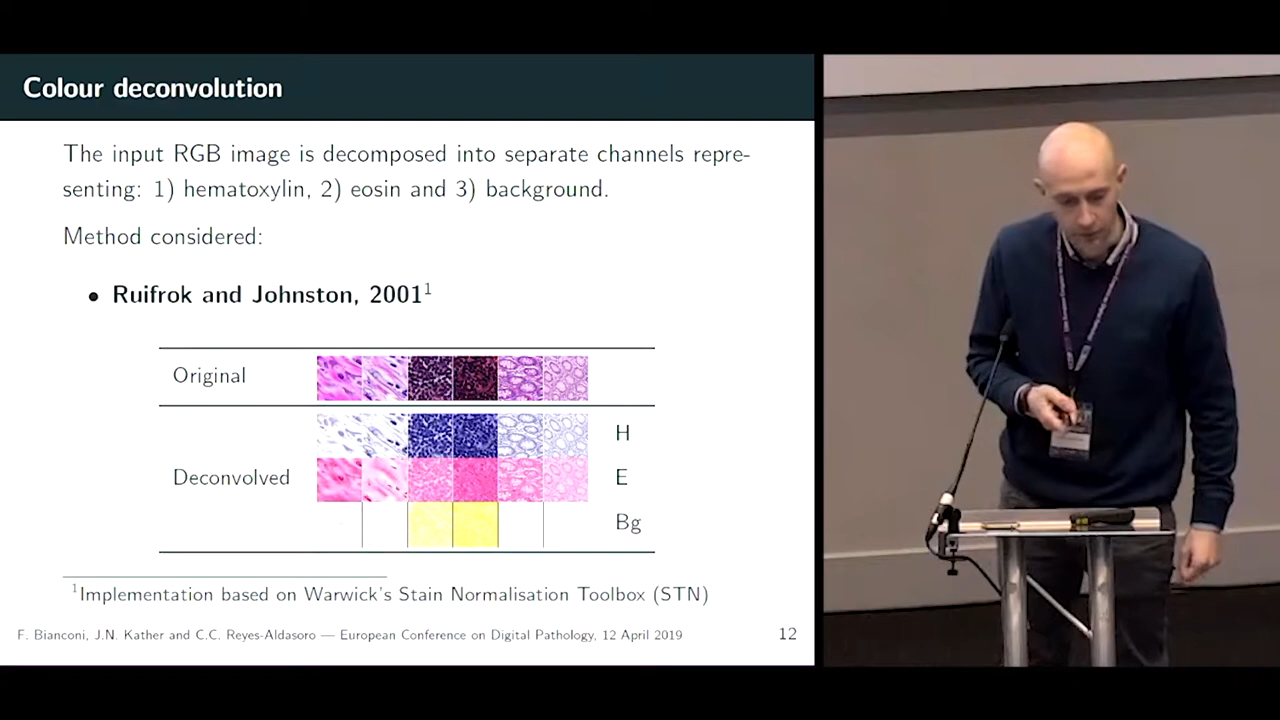 Colour deconvolution
The input RGB image is decomposed into separate channels repre-
senting: 1) hematoxylin, 2) eosin and 3) background.
Method considered:
• Ruifrok and Johnston, 2001¹
Original
H
Deconvolved
E
Bg
¹Implementation based on Warwick's Stain Normalisation Toolbox (STN)
F. Bianconi, J.N. Kather and C.C. Reyes-Aldasoro — European Conference on Digital Pathology, 12 April 2019
12